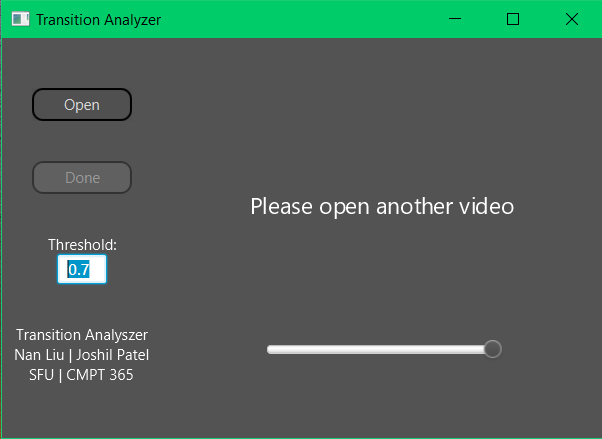 Transition Analyzer
Open
Done
Please open another video
Threshold:
0.7
Transition Analyszer
Nan Liu | Joshil Patel
SFU | CMPT 365